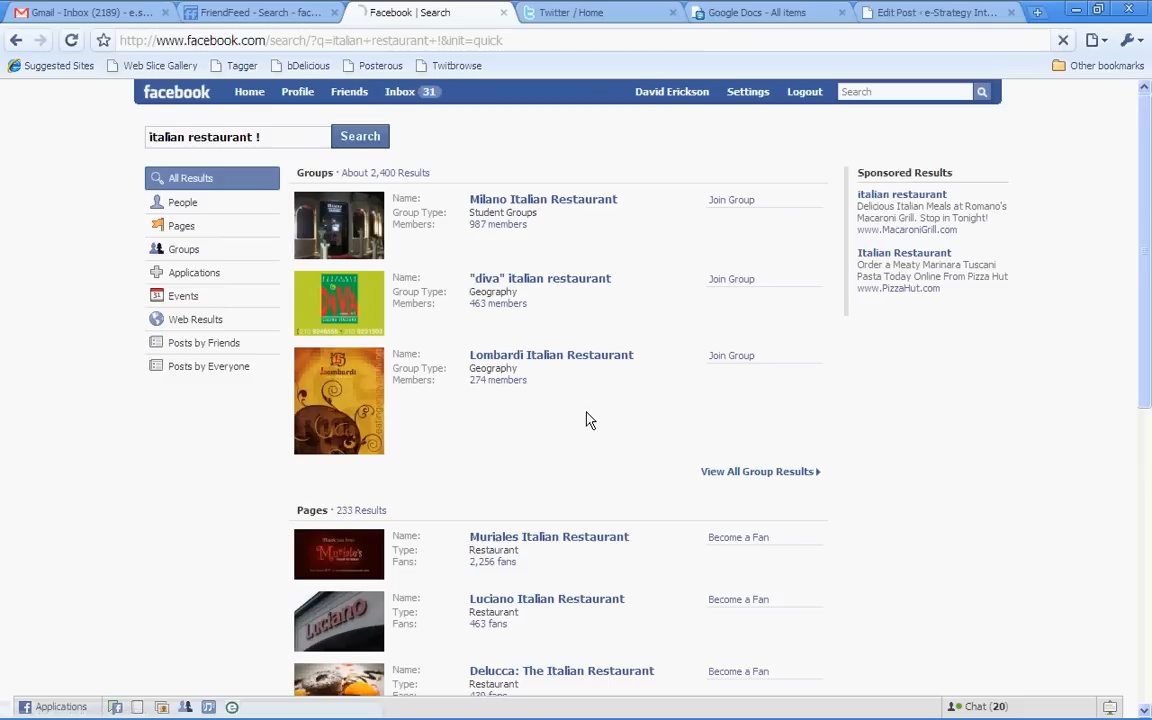 Gmail - Inbox (2189) - e.s... FriendFeed - Search - fac... Facebook | Search Twitter / Home Google Docs - All items Edit Post ‹ e-Strategy Int...
http://www.facebook.com/search/?q=italian+restaurant+!&init=quick
Suggested Sites Web Slice Gallery Tagger bDelicious Posterous Twitbrowse Other bookmarks
facebook Home Profile Friends Inbox 31 David Erickson Settings Logout Search
italian restaurant ! Search
All Results
People
Pages
Groups
Applications
Events
Web Results
Posts by Friends
Posts by Everyone
Groups · About 2,400 Results
Name: Milano Italian Restaurant Join Group
Group Type: Student Groups
Members: 987 members
DIVA
Name: "diva" italian restaurant Join Group
Group Type: Geography
Members: 463 members
Lombardi
Name: Lombardi Italian Restaurant Join Group
Group Type: Geography
Members: 274 members
View All Group Results
Pages · 233 Results
Muriale's
Name: Muriales Italian Restaurant Become a Fan
Type: Restaurant
Fans: 2,256 fans
Luciano
Name: Luciano Italian Restaurant Become a Fan
Type: Restaurant
Fans: 463 fans
Name: Delucca: The Italian Restaurant Become a Fan
Type: Restaurant
Sponsored Results
italian restaurant
Delicious Italian Meals at Romano's
Macaroni Grill. Stop in Tonight!
www.MacaroniGrill.com
Italian Restaurant
Order a Meaty Marinara Tuscani
Pasta Today Online From Pizza Hut
www.PizzaHut.com
Applications Chat (20)